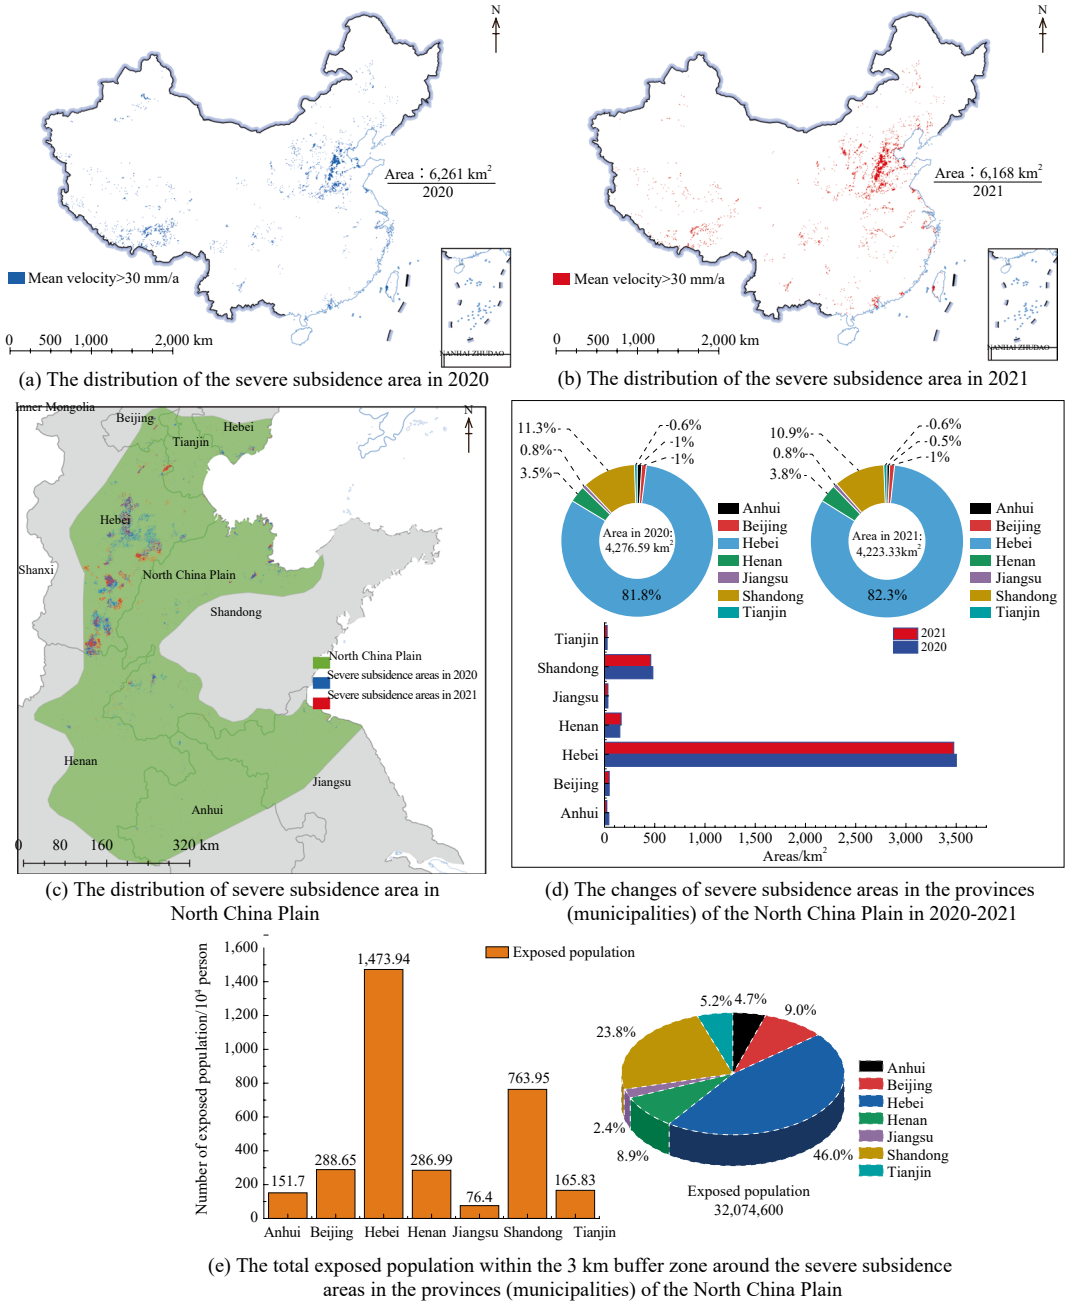 N
Area：6,261 km²
2020
Mean velocity>30 mm/a
0 500 1,000 2,000 km
NANHAI ZHUDAO
(a) The distribution of the severe subsidence area in 2020
N
Area：6,168 km²
2021
Mean velocity>30 mm/a
0 500 1,000 2,000 km
NANHAI ZHUDAO
(b) The distribution of the severe subsidence area in 2021
Inner Mongolia
Beijing
Hebei
Tianjin
N
Hebei
Shanxi
North China Plain
Shandong
North China Plain
Severe subsidence areas in 2020
Severe subsidence areas in 2021
Henan
Jiangsu
Anhui
0 80 160 320 km
(c) The distribution of severe subsidence area in
North China Plain
11.3%
0.8%
3.5%
0.6%
1%
1%
Area in 2020:
4,276.59 km²
81.8%
Anhui
Beijing
Hebei
Henan
Jiangsu
Shandong
Tianjin
10.9%
0.8%
3.8%
0.6%
0.5%
1%
Area in 2021:
4,223.33km²
82.3%
Anhui
Beijing
Hebei
Henan
Jiangsu
Shandong
Tianjin
2021
2020
Tianjin
Shandong
Jiangsu
Henan
Hebei
Beijing
Anhui
0 500 1,000 1,500 2,000 2,500 3,000 3,500
Areas/km²
(d) The changes of severe subsidence areas in the provinces
(municipalities) of the North China Plain in 2020-2021
Number of exposed population/10⁴ person
1,600
1,400
1,200
1,000
800
600
400
200
0
Exposed population
151.7
288.65
1,473.94
286.99
76.4
763.95
165.83
Anhui Beijing Hebei Henan Jiangsu Shandong Tianjin
5.2%
4.7%
9.0%
23.8%
2.4%
8.9%
46.0%
Anhui
Beijing
Hebei
Henan
Jiangsu
Shandong
Tianjin
Exposed population
32,074,600
(e) The total exposed population within the 3 km buffer zone around the severe subsidence
areas in the provinces (municipalities) of the North China Plain